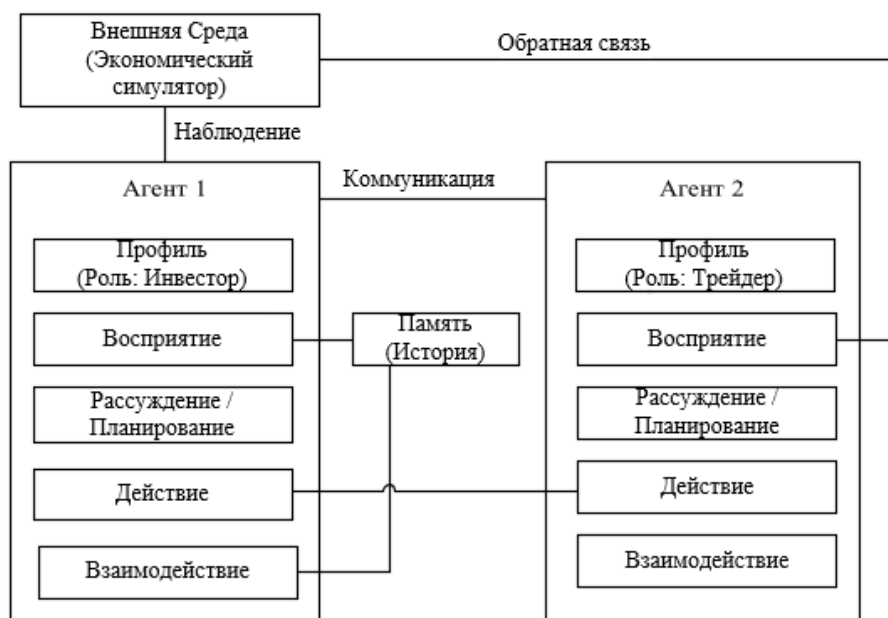 Внешняя Среда
(Экономический
симулятор)
Обратная связь
Наблюдение
Коммуникация
Агент 1
Агент 2
Профиль
(Роль: Инвестор)
Профиль
(Роль: Трейдер)
Восприятие
Память
(История)
Восприятие
Рассуждение /
Планирование
Рассуждение /
Планирование
Действие
Действие
Взаимодействие
Взаимодействие